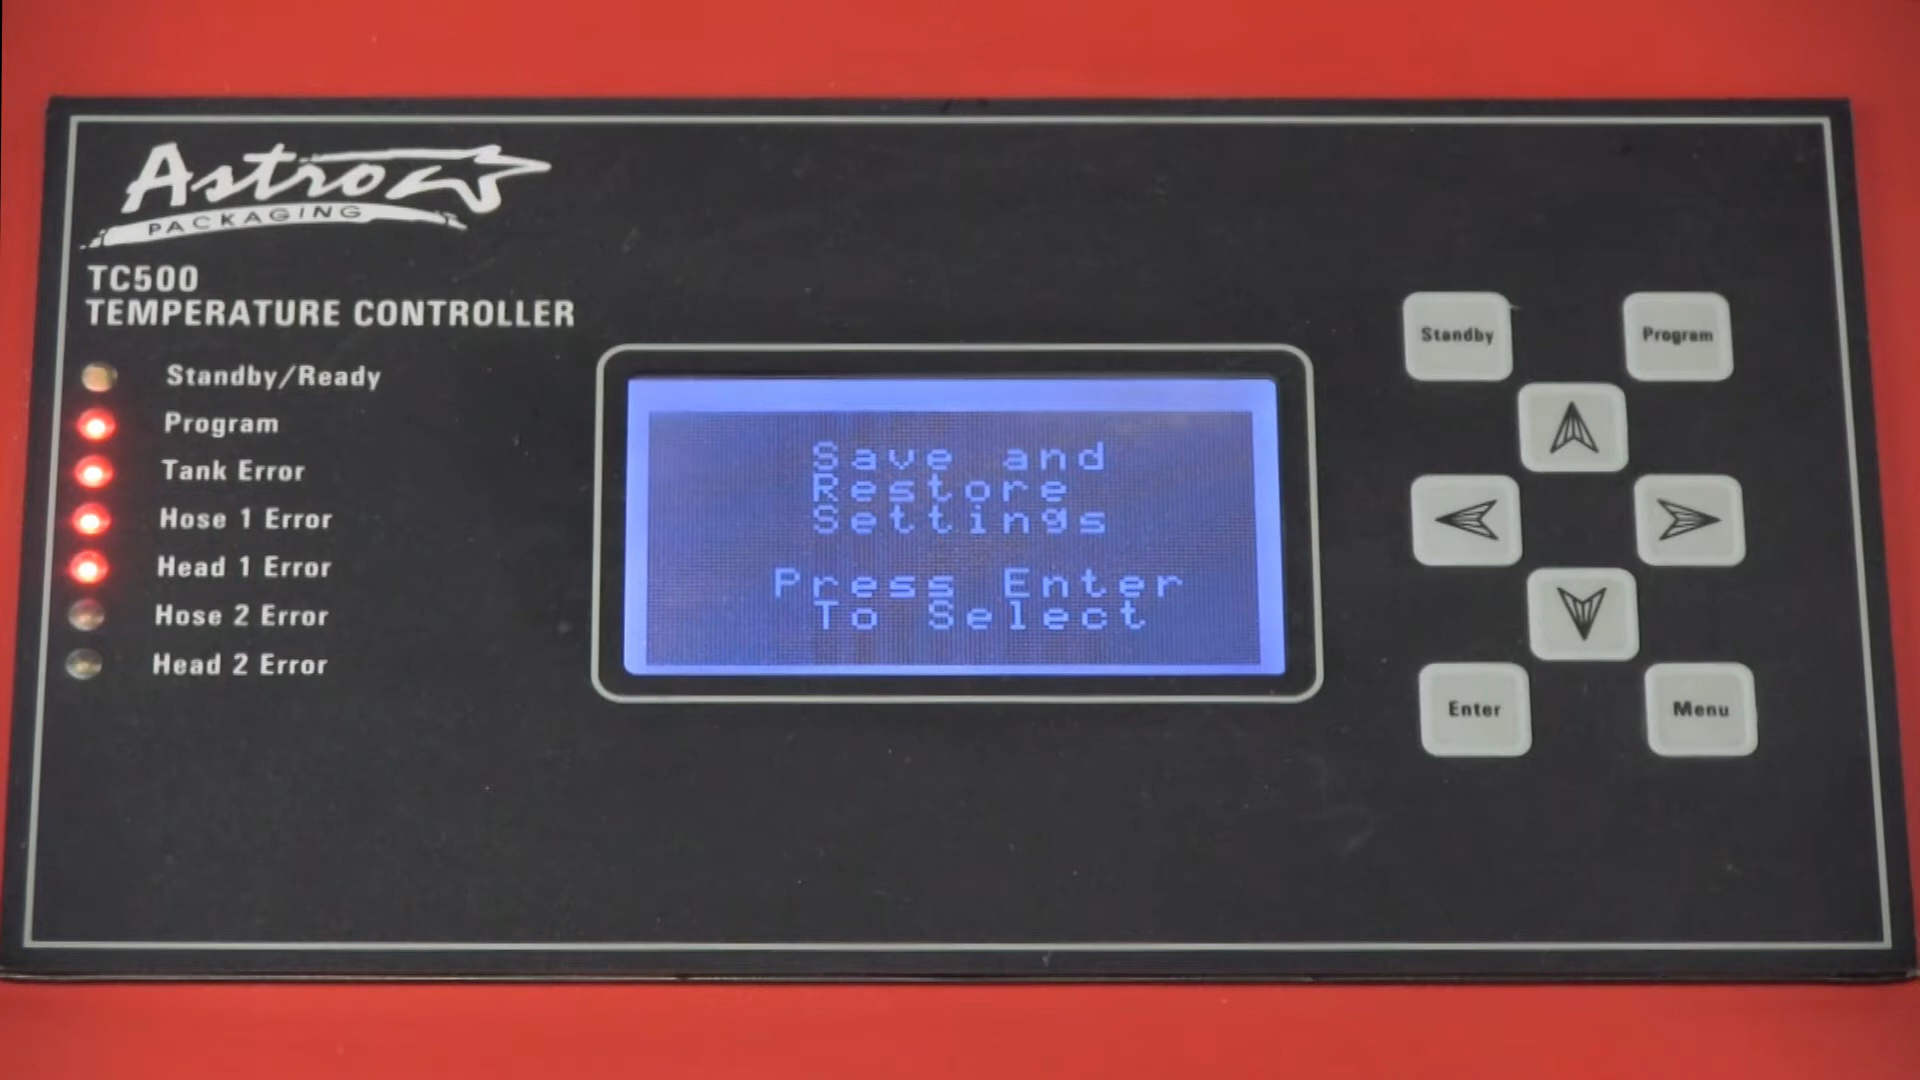 Astro
PACKAGING
TC500
TEMPERATURE CONTROLLER
Standby/Ready
Program
Tank Error
Hose 1 Error
Head 1 Error
Hose 2 Error
Head 2 Error
Save and
Restore
Settings
Press Enter
To Select
Standby
Program
Enter
Menu